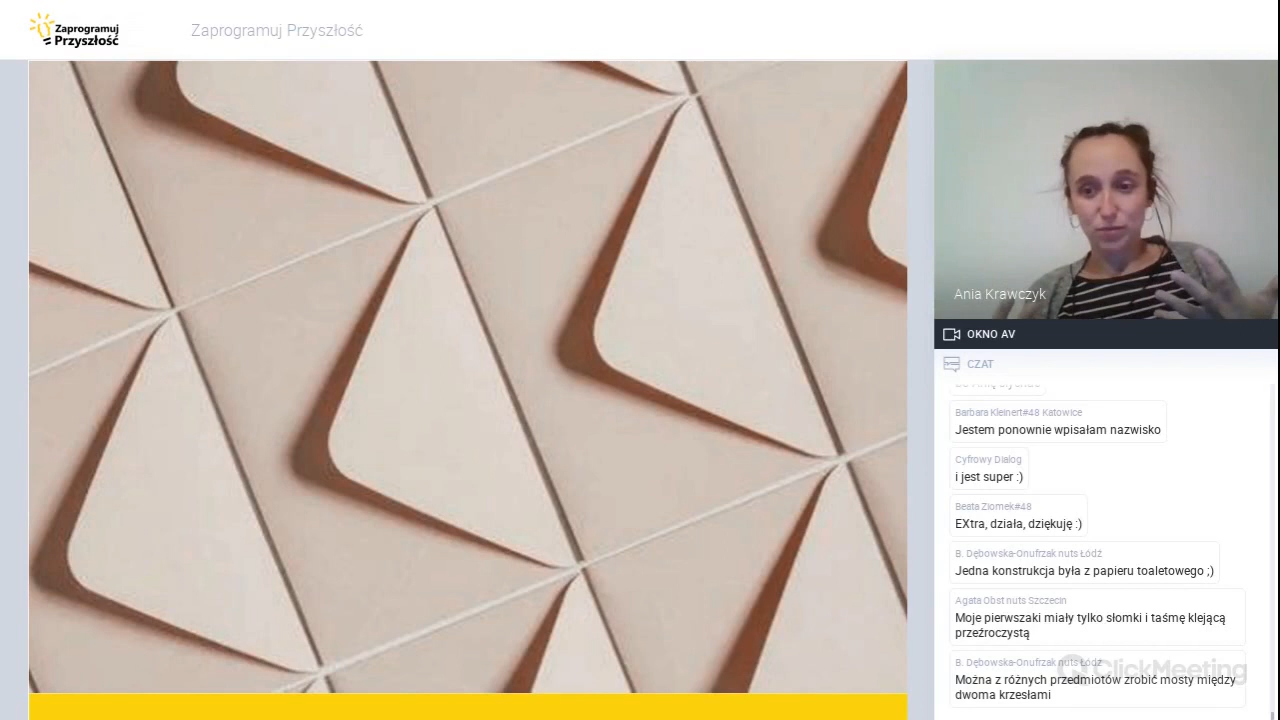 Zaprogramuj
Przyszłość
Zaprogramuj Przyszłość
Ania Krawczyk
OKNO AV
CZAT
Barbara Kleinert#48 Katowice
Jestem ponownie wpisałam nazwisko
Cyfrowy Dialog
i jest super :)
Beata Ziomek#48
EXtra, działa, dziękuję :)
B. Dębowska-Onufrzak nuts Łódź
Jedna konstrukcja była z papieru toaletowego ;)
Agata Obst nuts Szczecin
Moje pierwszaki miały tylko słomki i taśmę klejącą
przeźroczystą
B. Dębowska-Onufrzak nuts Łódź
ClickMeeting
Można z różnych przedmiotów zrobić mosty między
dwoma krzesłami